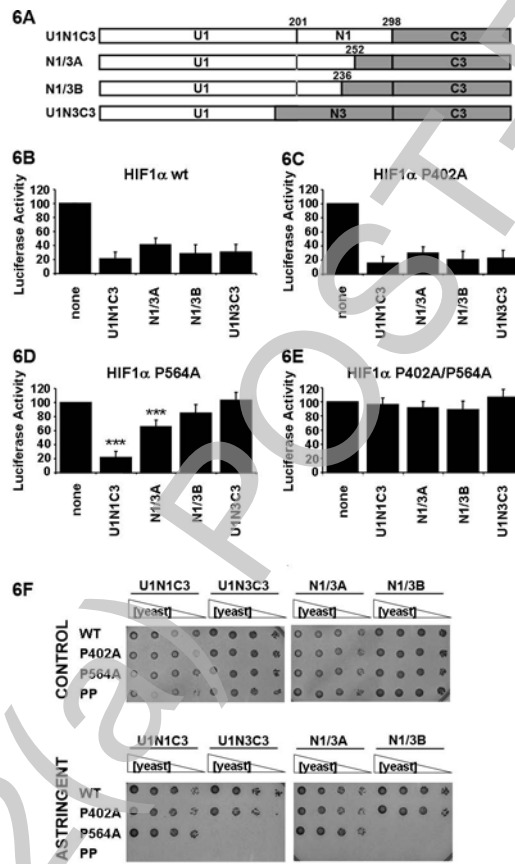 6A
201 298
U1N1C3 U1 N1 C3
252
N1/3A U1 C3
236
N1/3B U1 C3
U1N3C3 U1 N3 C3
6B
HIF1α wt
Luciferase Activity
120
100
80
60
40
20
0
none
U1N1C3
N1/3A
N1/3B
U1N3C3
6C
HIF1α P402A
Luciferase Activity
120
100
80
60
40
20
0
none
U1N1C3
N1/3A
N1/3B
U1N3C3
6D
HIF1α P564A
Luciferase Activity
120
100
80
60
40
20
0
*** ***
none
U1N1C3
N1/3A
N1/3B
U1N3C3
6E
HIF1α P402A/P564A
Luciferase Activity
120
100
80
60
40
20
0
none
U1N1C3
N1/3A
N1/3B
U1N3C3
6F
U1N1C3 U1N3C3 N1/3A N1/3B
[yeast] [yeast] [yeast] [yeast]
CONTROL
WT
P402A
P564A
PP
U1N1C3 U1N3C3 N1/3A N1/3B
[yeast] [yeast] [yeast] [yeast]
ASTRINGENT
WT
P402A
P564A
PP
(a) POST-